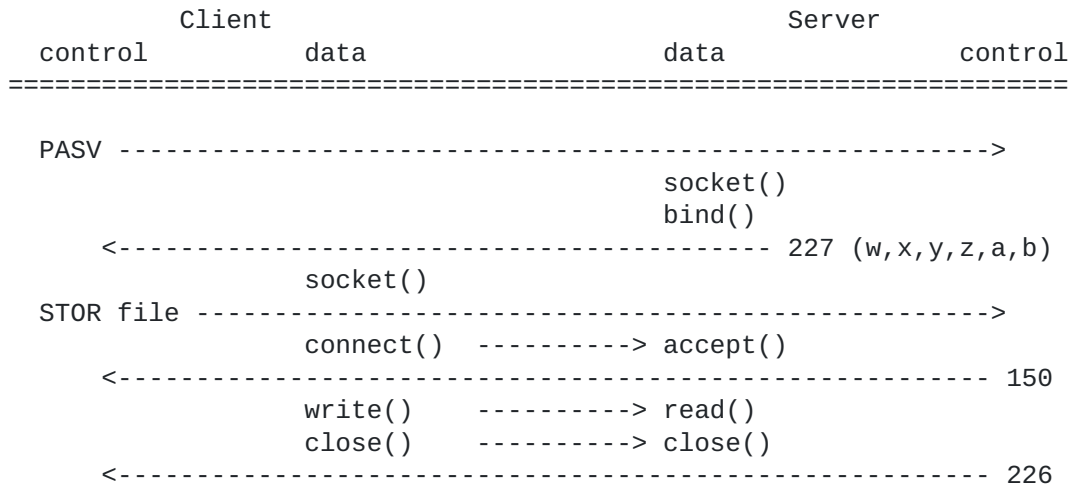 Client                                 Server
  control          data                   data               control
====================================================================

  PASV -------------------------------------------------------->
                                          socket()
                                          bind()
      <------------------------------------------ 227 (w,x,y,z,a,b)
                   socket()
  STOR file --------------------------------------------------->
                   connect()  ----------> accept()
      <-------------------------------------------------------- 150
                   write()    ----------> read()
                   close()    ----------> close()
      <-------------------------------------------------------- 226